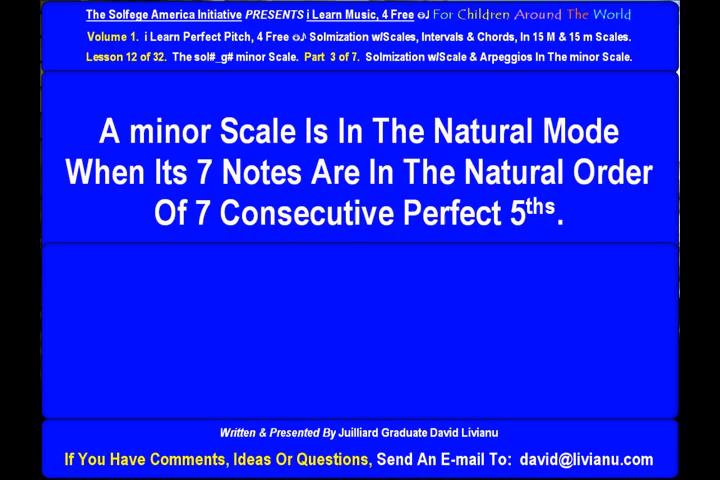 The Solfege America Initiative PRESENTS i Learn Music, 4 Free For Children Around The World
Volume 1. i Learn Perfect Pitch, 4 Free Solmization w/Scales, Intervals & Chords, In 15 M & 15 m Scales.
Lesson 12 of 32. The sol#_g# minor Scale. Part 3 of 7. Solmization w/Scale & Arpeggios In The minor Scale.
A minor Scale Is In The Natural Mode
When Its 7 Notes Are In The Natural Order
Of 7 Consecutive Perfect 5ths.
Written & Presented By Juilliard Graduate David Livianu
If You Have Comments, Ideas Or Questions, Send An E-mail To: david@livianu.com